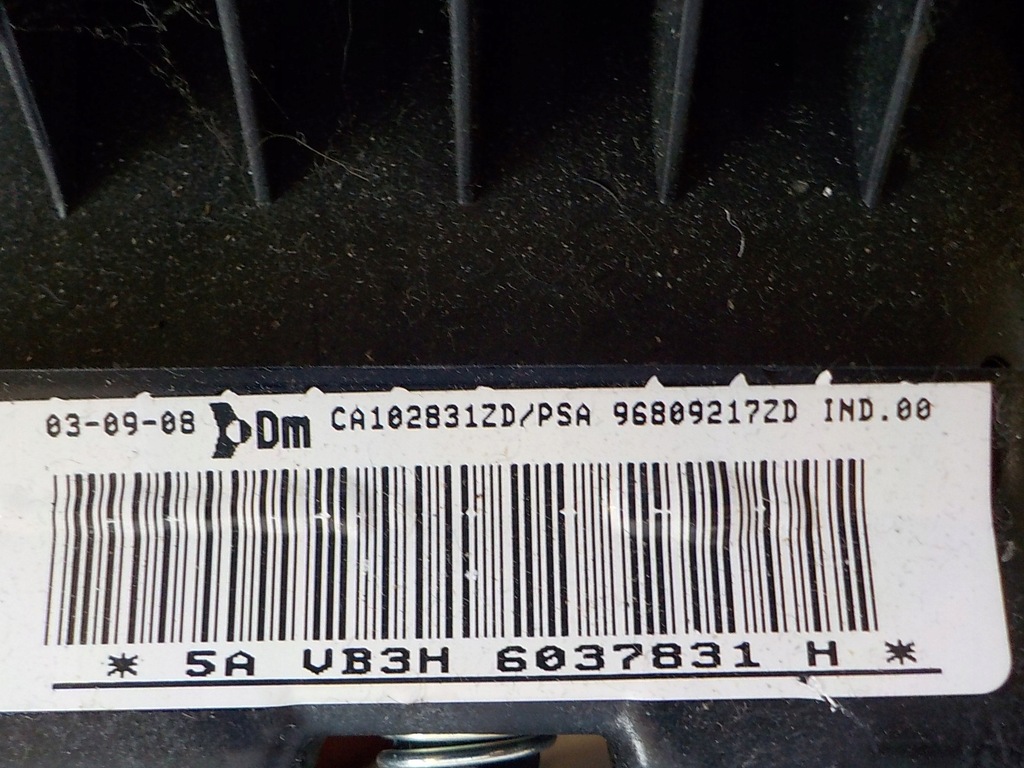 03-09-08 Dm CA102831ZD/PSA 96809217ZD IND.00
* 5A VB3H 6037831 H *